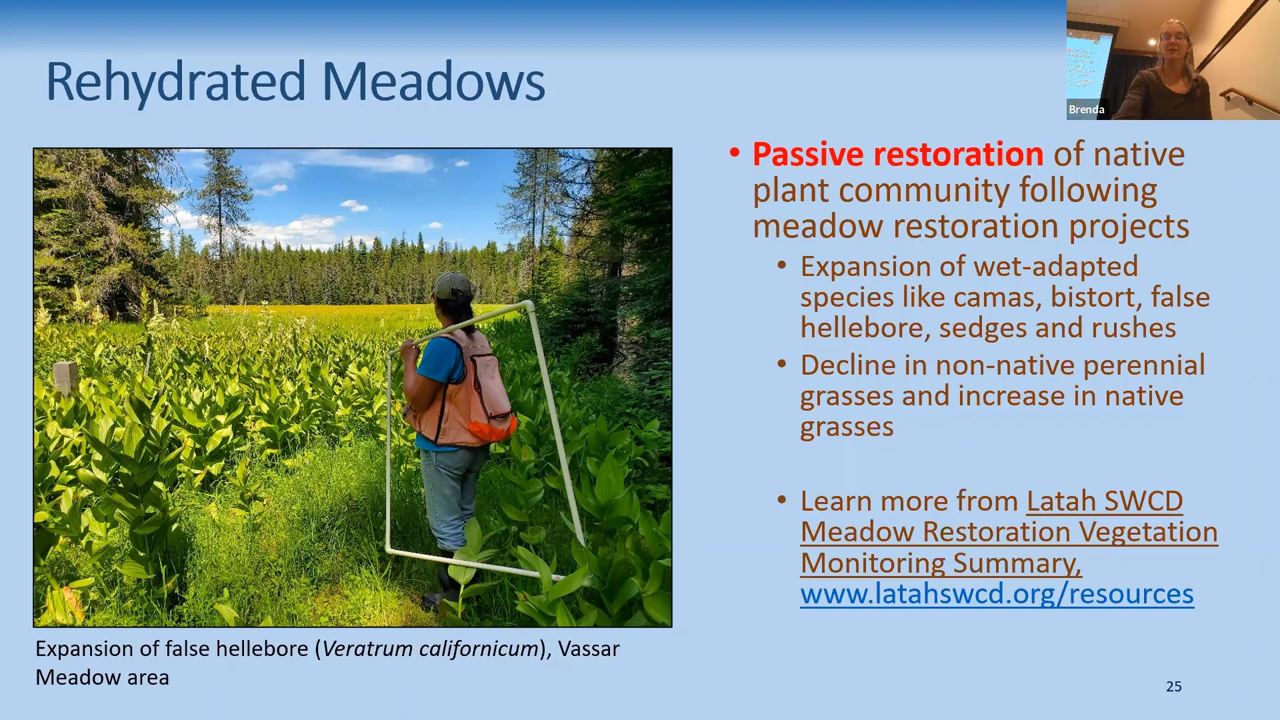 Rehydrated Meadows
Brenda
• Passive restoration of native
plant community following
meadow restoration projects
• Expansion of wet-adapted
species like camas, bistort, false
hellebore, sedges and rushes
• Decline in non-native perennial
grasses and increase in native
grasses
• Learn more from Latah SWCD
Meadow Restoration Vegetation
Monitoring Summary,
www.latahswcd.org/resources
Expansion of false hellebore (Veratrum californicum), Vassar
Meadow area
25